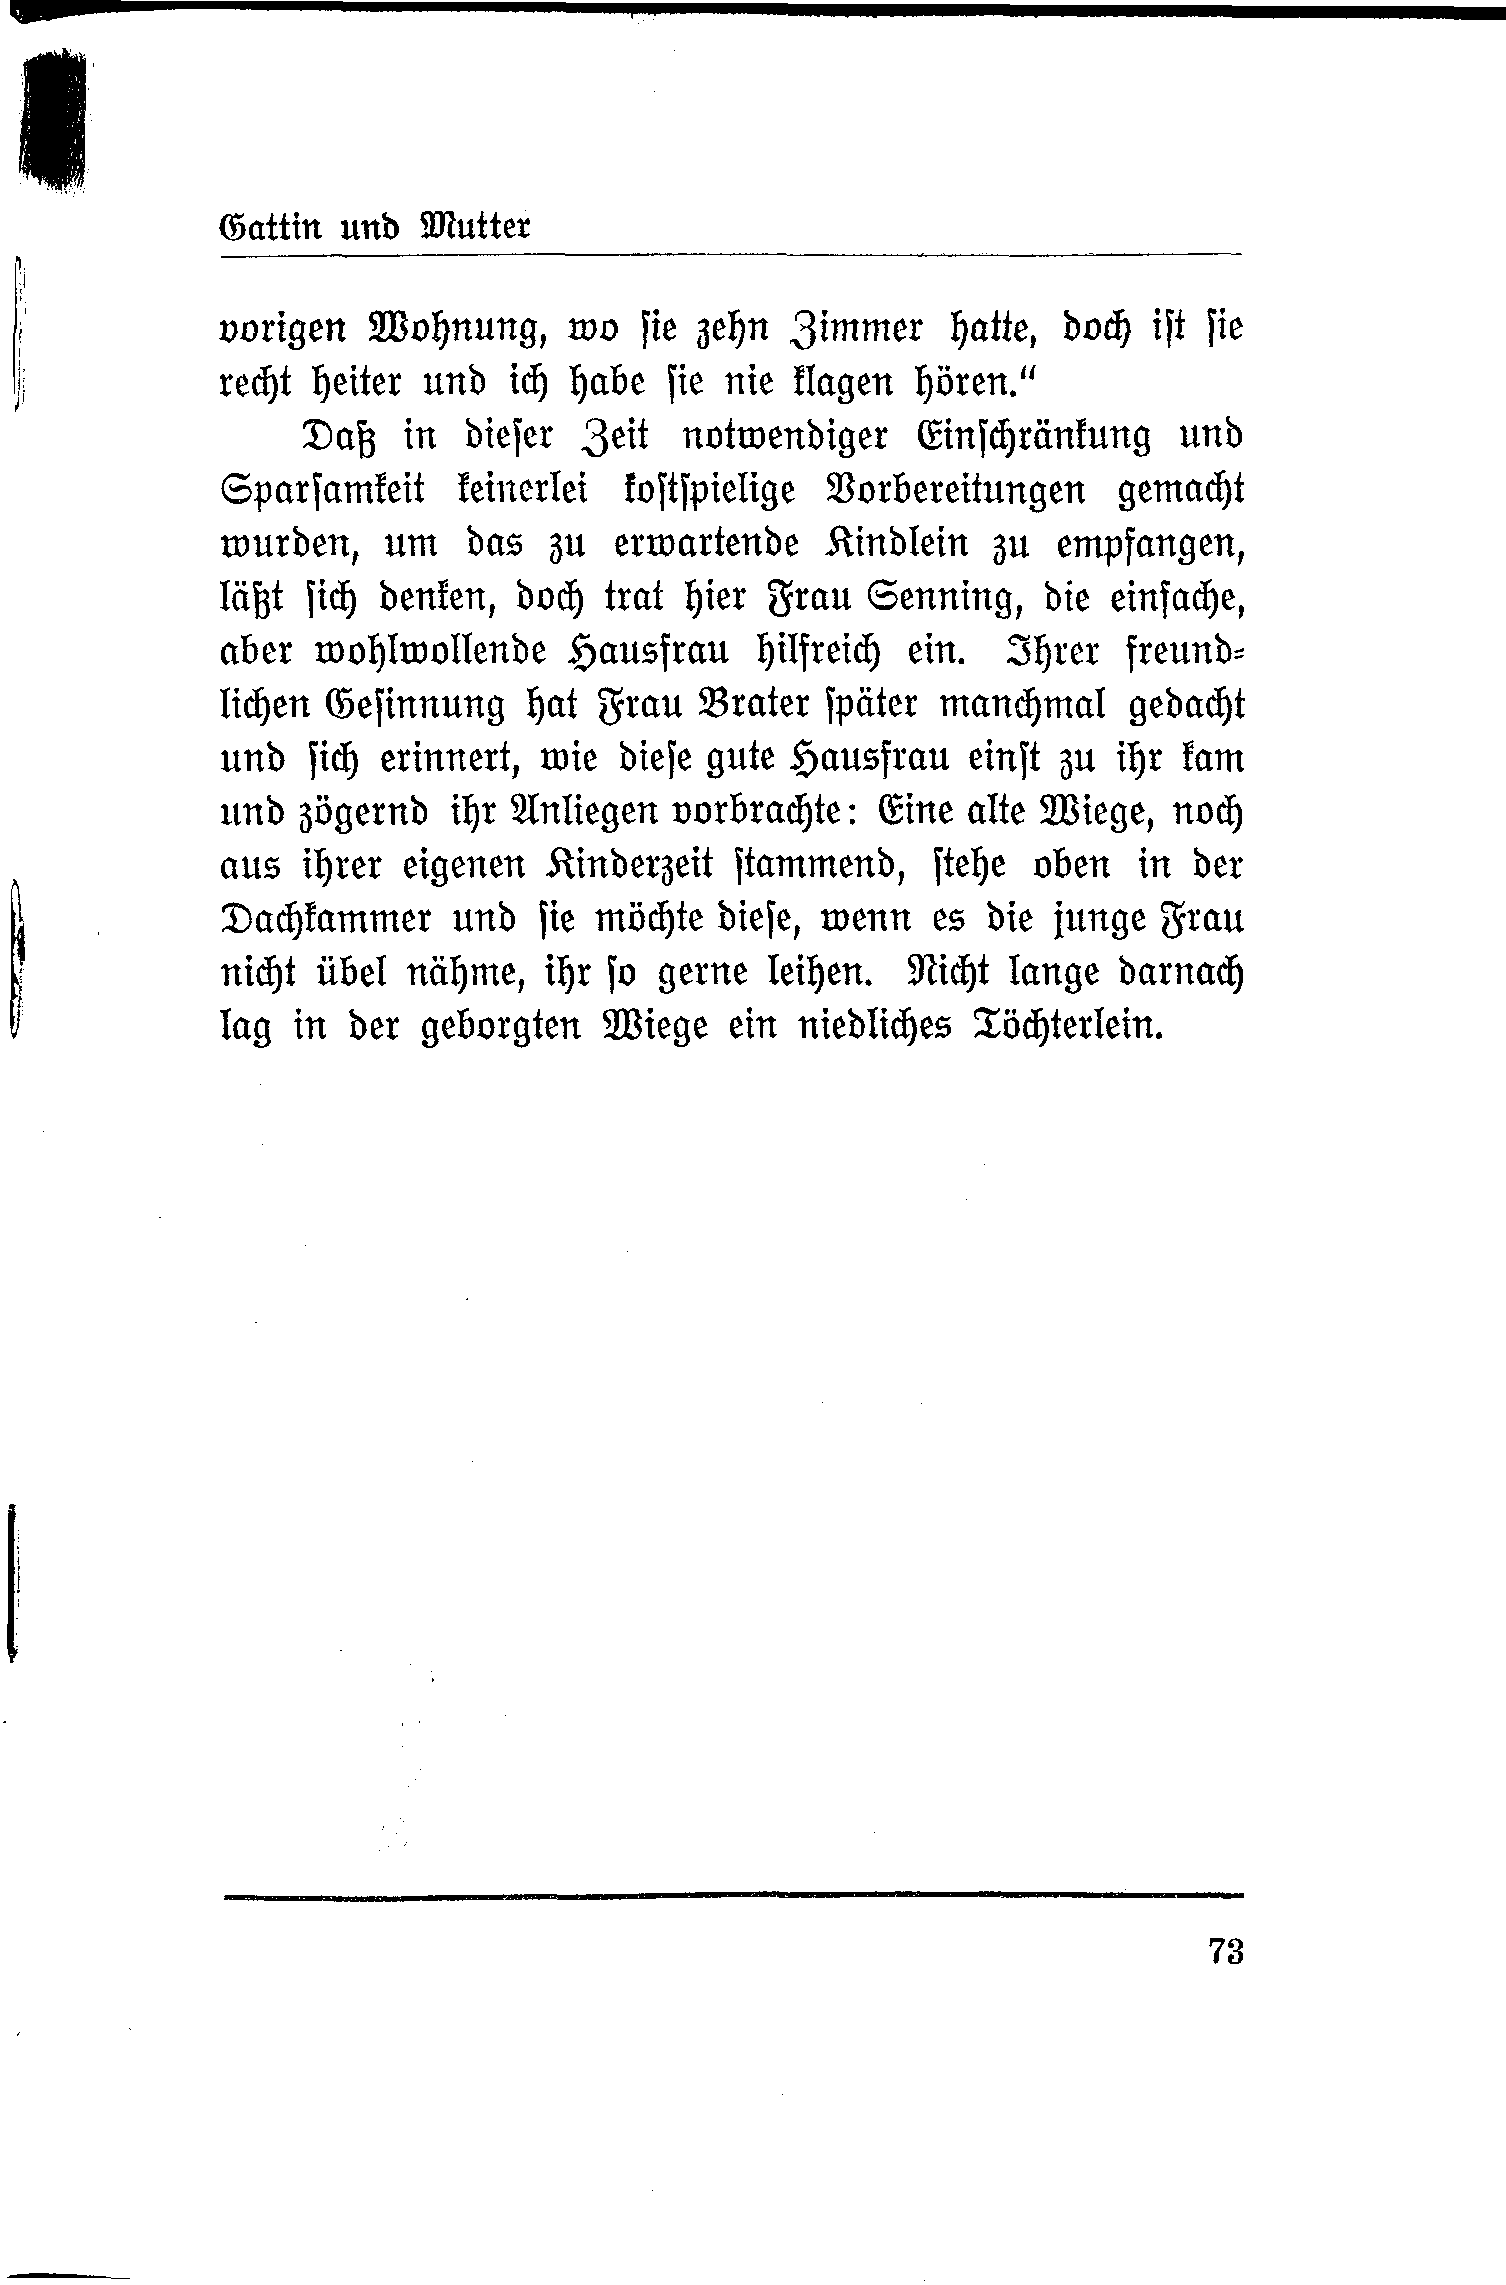 Gattin und Mutter
vorigen Wohnung, wo sie zehn Zimmer hatte, doch ist sie
recht heiter und ich habe sie nie klagen hören.“
Daß in dieser Zeit notwendiger Einschränkung und
Sparsamkeit keinerlei kostspielige Vorbereitungen gemacht
wurden, um das zu erwartende Kindlein zu empfangen,
läßt sich denken, doch trat hier Frau Senning, die einfache,
aber wohlwollende Hausfrau hilfreich ein. Ihrer freund-
lichen Gesinnung hat Frau Brater später manchmal gedacht
und sich erinnert, wie diese gute Hausfrau einst zu ihr kam
und zögernd ihr Anliegen vorbrachte: Eine alte Wiege, noch
aus ihrer eigenen Kinderzeit stammend, stehe oben in der
Dachkammer und sie möchte diese, wenn es die junge Frau
nicht übel nähme, ihr so gerne leihen. Nicht lange darnach
lag in der geborgten Wiege ein niedliches Töchterlein.
73